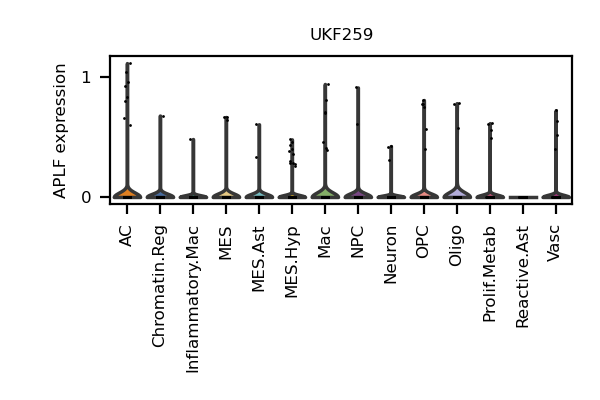 UKF259
APLF expression
1
0
AC
Chromatin.Reg
Inflammatory.Mac
MES
MES.Ast
MES.Hyp
Mac
NPC
Neuron
OPC
Oligo
Prolif.Metab
Reactive.Ast
Vasc